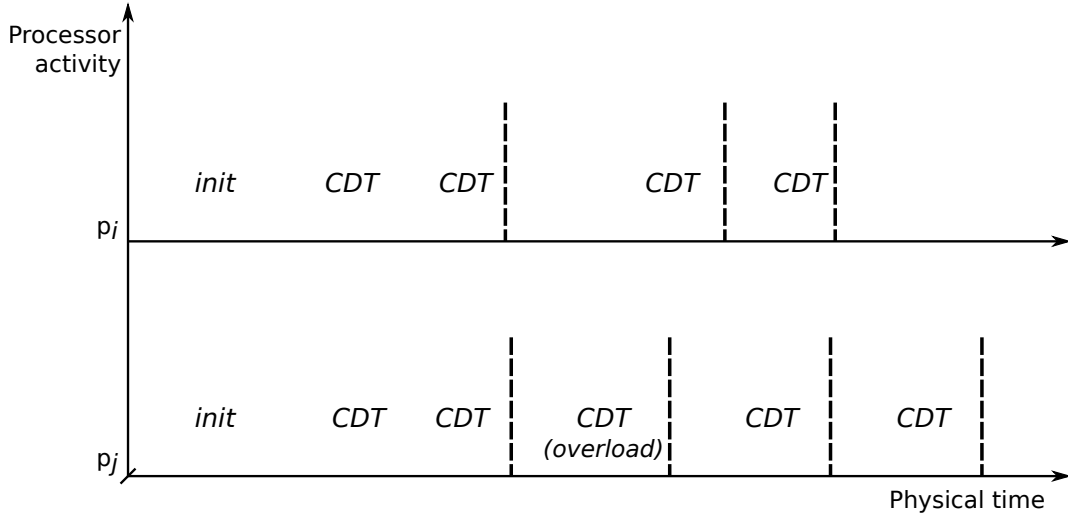 Processor
activity
init CDT CDT CDT CDT
pi
init CDT CDT CDT CDT CDT
(overload)
pj
Physical time